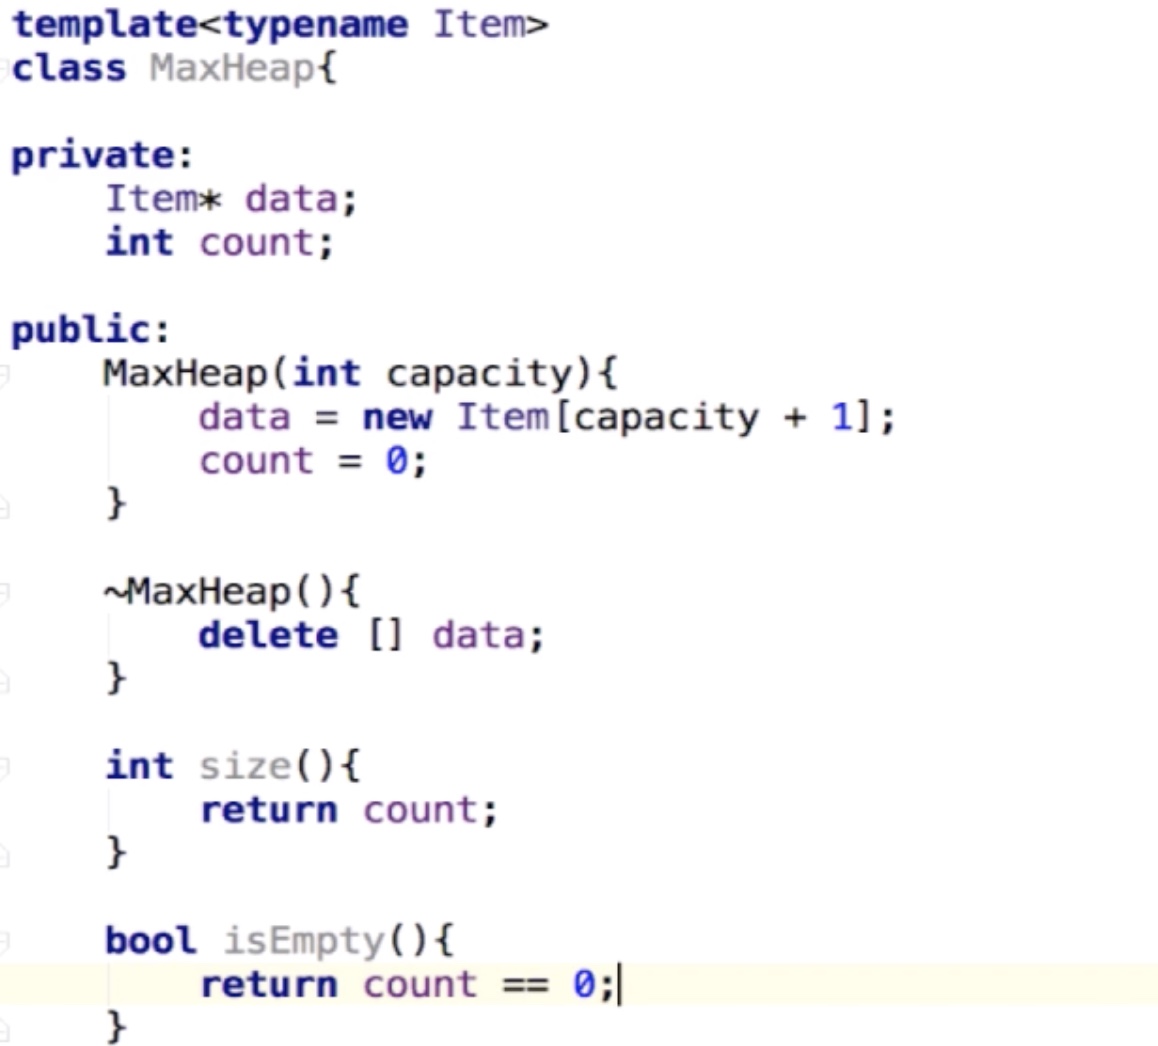 template<typename Item>
class MaxHeap{
private:
    Item* data;
    int count;
public:
    MaxHeap(int capacity){
        data = new Item[capacity + 1];
        count = 0;
    }
    ~MaxHeap(){
        delete [] data;
    }
    int size(){
        return count;
    }
    bool isEmpty(){
        return count == 0;
    }